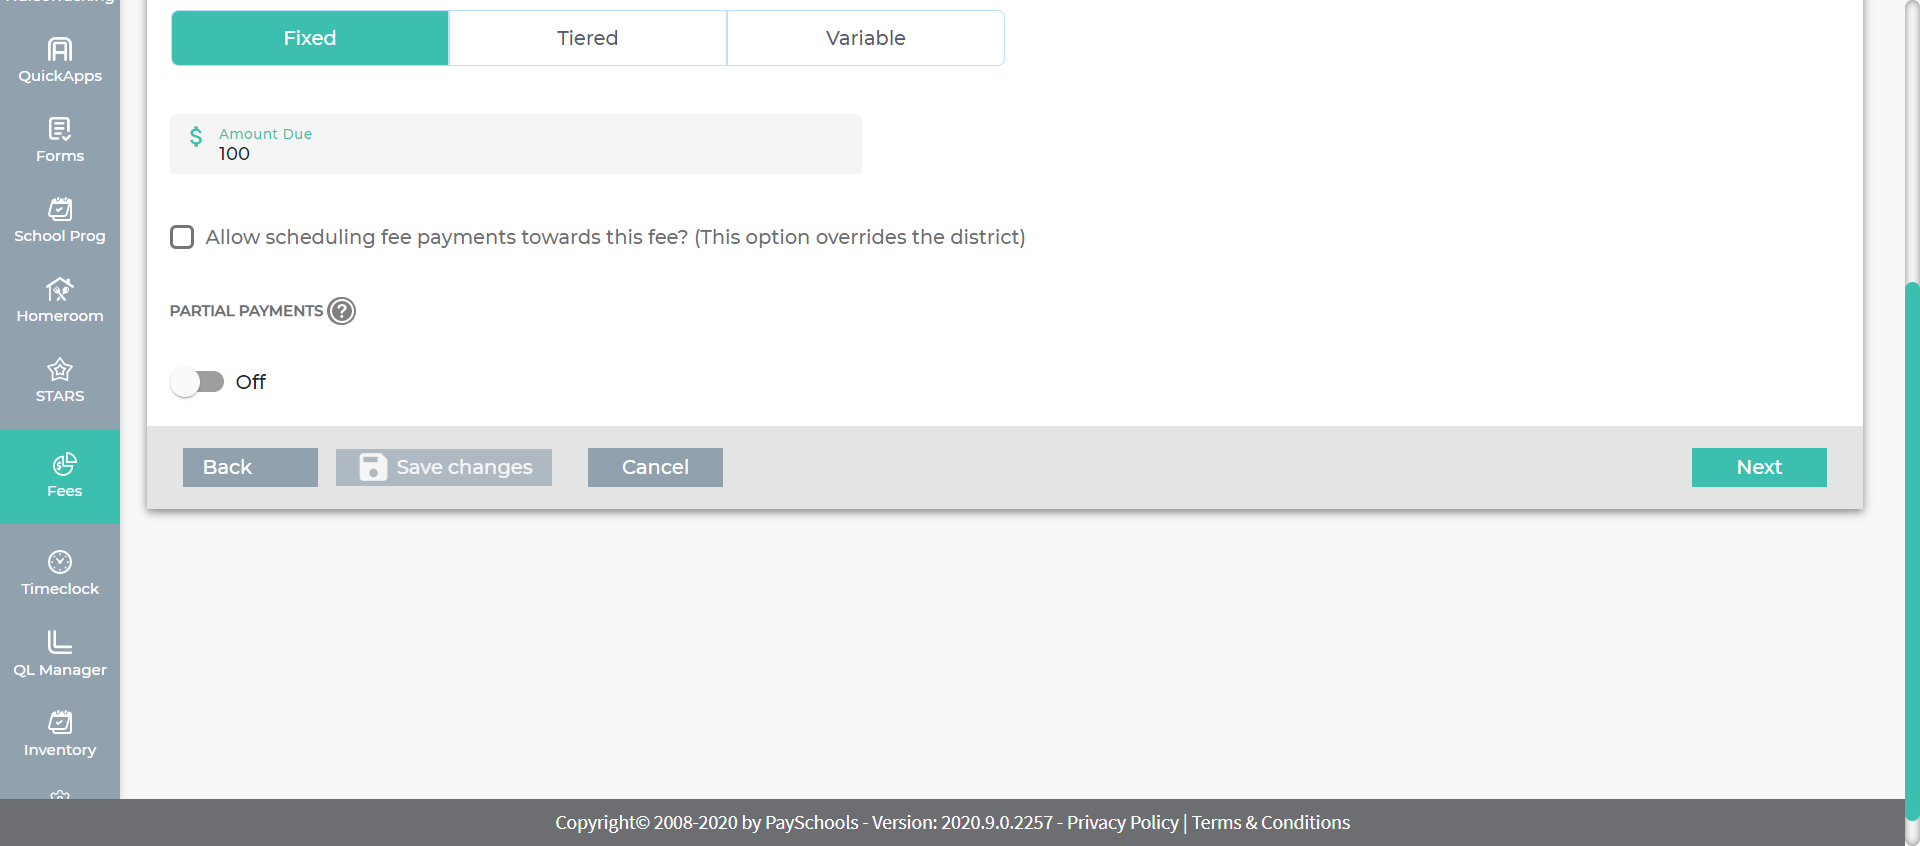 QuickApps
Forms
School Prog
Homeroom
STARS
Fees
Timeclock
QL Manager
Inventory
Fixed
Tiered
Variable
$ Amount Due
100
Allow scheduling fee payments towards this fee? (This option overrides the district)
PARTIAL PAYMENTS ?
Off
Back
Save changes
Cancel
Next
Copyright© 2008-2020 by PaySchools - Version: 2020.9.0.2257 - Privacy Policy | Terms & Conditions